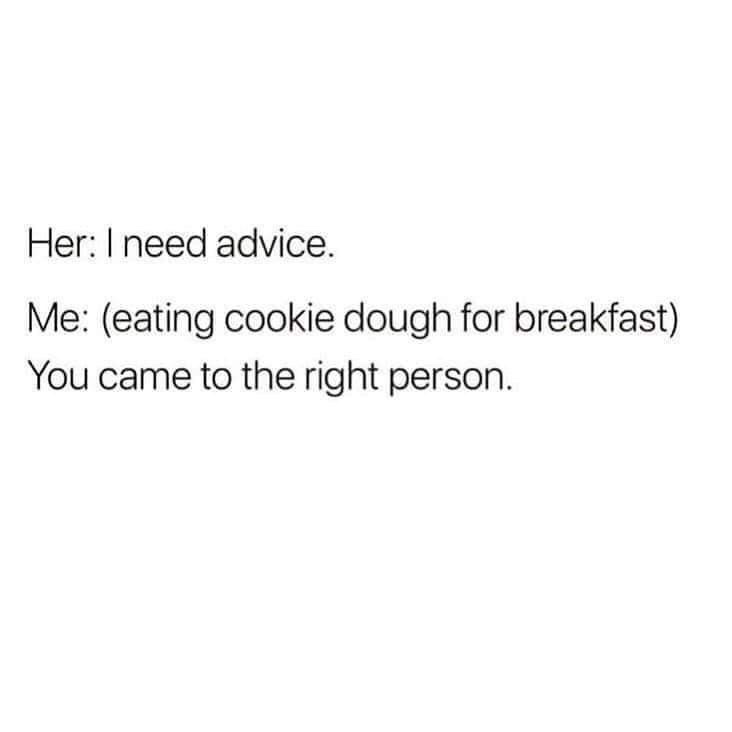 Her: I need advice.
Me: (eating cookie dough for breakfast)
You came to the right person.